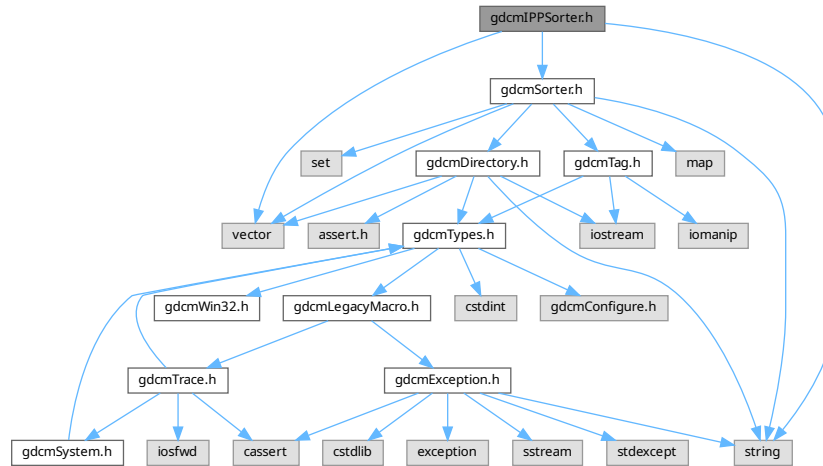 gdcmIPPSorter.h
gdcmSorter.h
set
gdcmDirectory.h
gdcmTag.h
map
vector
assert.h
gdcmTypes.h
iostream
iomanip
gdcmWin32.h
gdcmLegacyMacro.h
cstdint
gdcmConfigure.h
gdcmTrace.h
gdcmException.h
gdcmSystem.h
iosfwd
cassert
cstdlib
exception
sstream
stdexcept
string